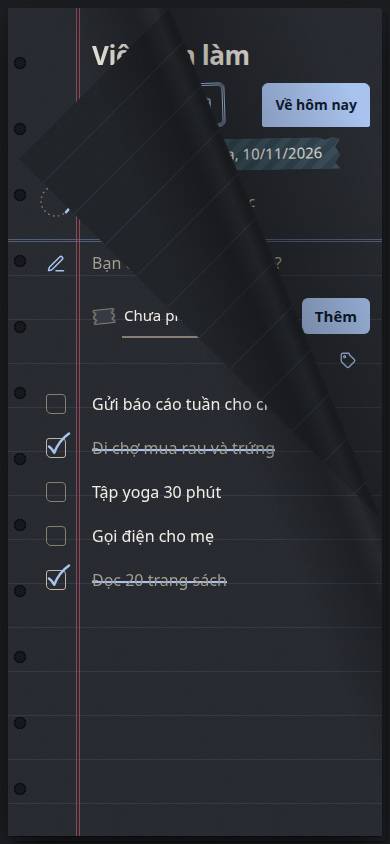 làm
Về hôm nay
10/11/2026
Bạn ?
Chưa
Thêm
Gửi báo cáo tuần cho
Đi chợ mua rau và trứng
Tập yoga 30 phút
Gọi điện cho mẹ
Đọc 20 trang sách